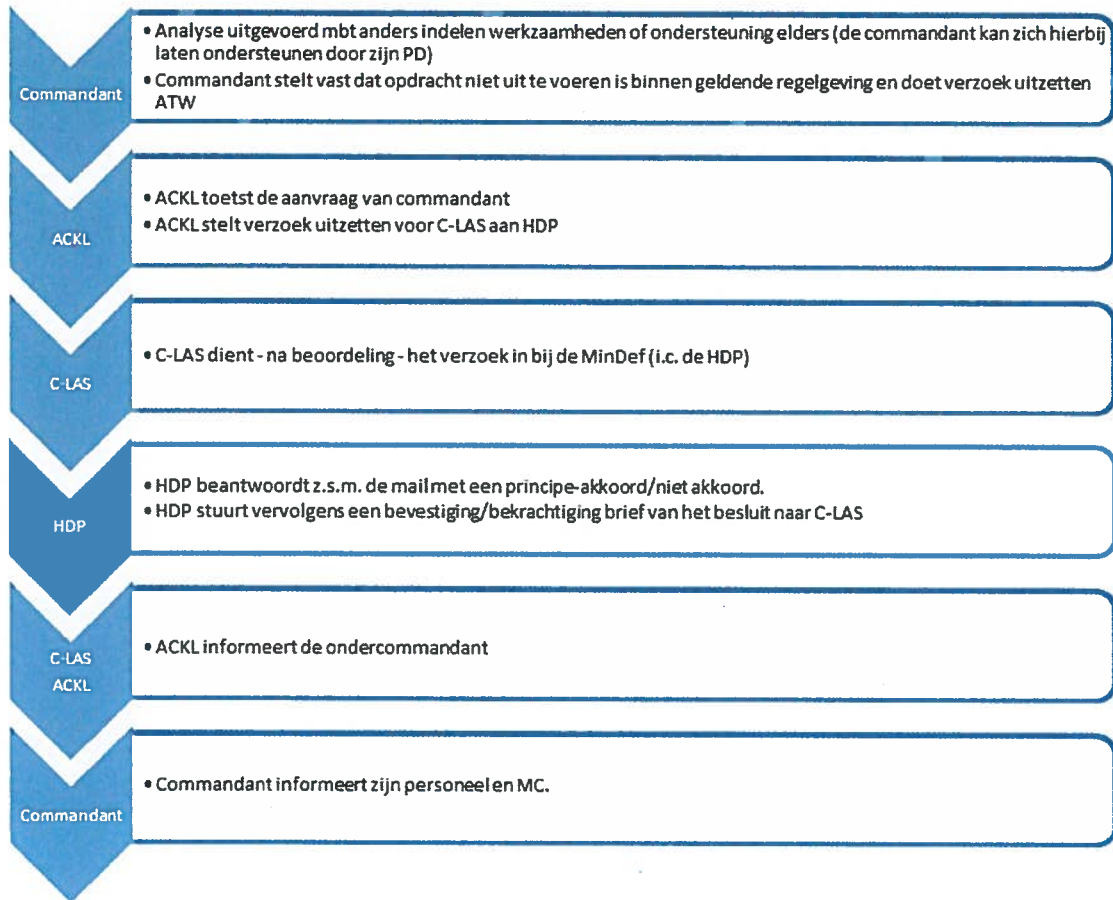 Commandant
• Analyse uitgevoerd mbt anders indelen werkzaamheden of ondersteuning elders (de commandant kan zich hierbij
laten ondersteunen door zijn PD)
• Commandant stelt vast dat opdracht niet uit te voeren is binnen geldende regelgeving en doet verzoek uitzetten
ATW
ACKL
• ACKL toetst de aanvraag van commandant
• ACKL stelt verzoek uitzetten voor C-LAS aan HDP
C-LAS
• C-LAS dient - na beoordeling - het verzoek in bij de MinDef (i.c. de HDP)
HDP
• HDP beantwoordt z.s.m. de mail met een principe-akkoord/niet akkoord.
• HDP stuurt vervolgens een bevestiging/bekrachtiging brief van het besluit naar C-LAS
C-LAS
ACKL
• ACKL informeert de ondercommandant
Commandant
• Commandant informeert zijn personeel en MC.